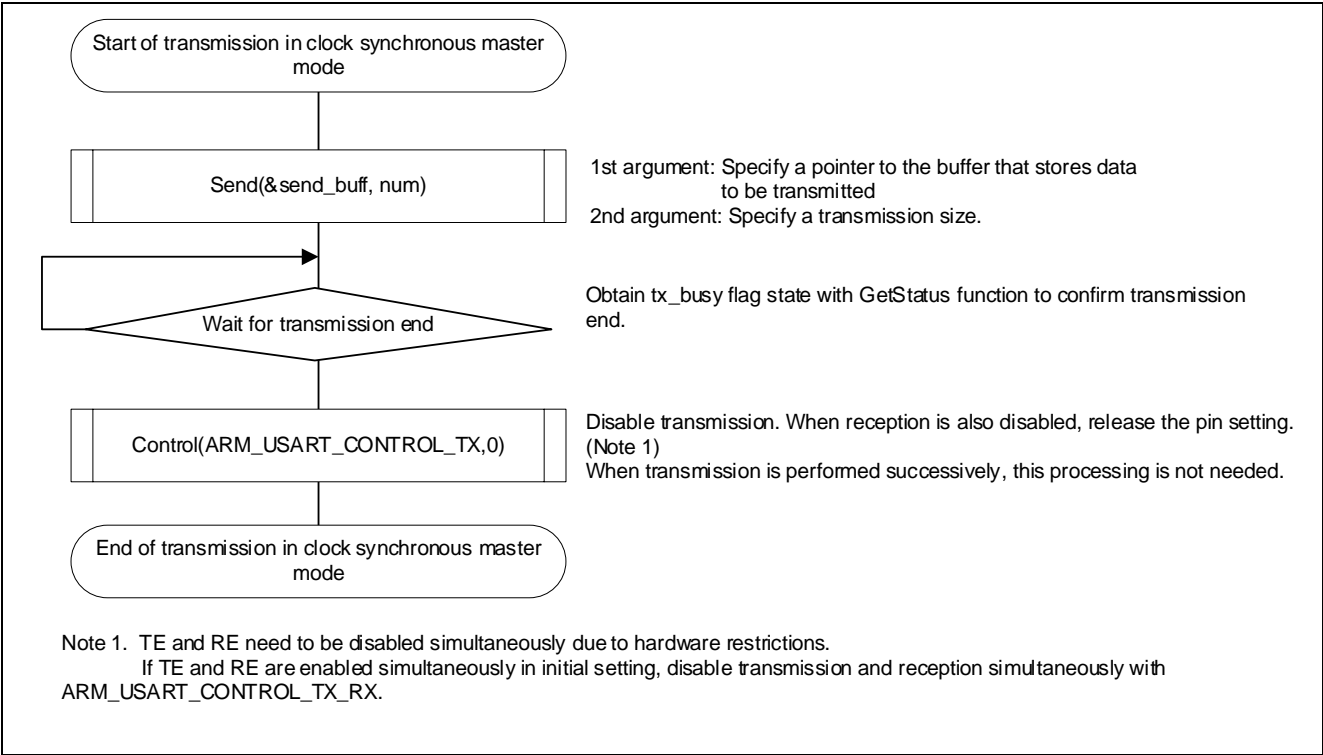 Start of transmission in clock synchronous master
mode
Send(&send_buff, num)
1st argument: Specify a pointer to the buffer that stores data
to be transmitted
2nd argument: Specify a transmission size.
Wait for transmission end
Obtain tx_busy flag state with GetStatus function to confirm transmission
end.
Control(ARM_USART_CONTROL_TX,0)
Disable transmission. When reception is also disabled, release the pin setting.
(Note 1)
When transmission is performed successively, this processing is not needed.
End of transmission in clock synchronous master
mode
Note 1. TE and RE need to be disabled simultaneously due to hardware restrictions.
If TE and RE are enabled simultaneously in initial setting, disable transmission and reception simultaneously with
ARM_USART_CONTROL_TX_RX.